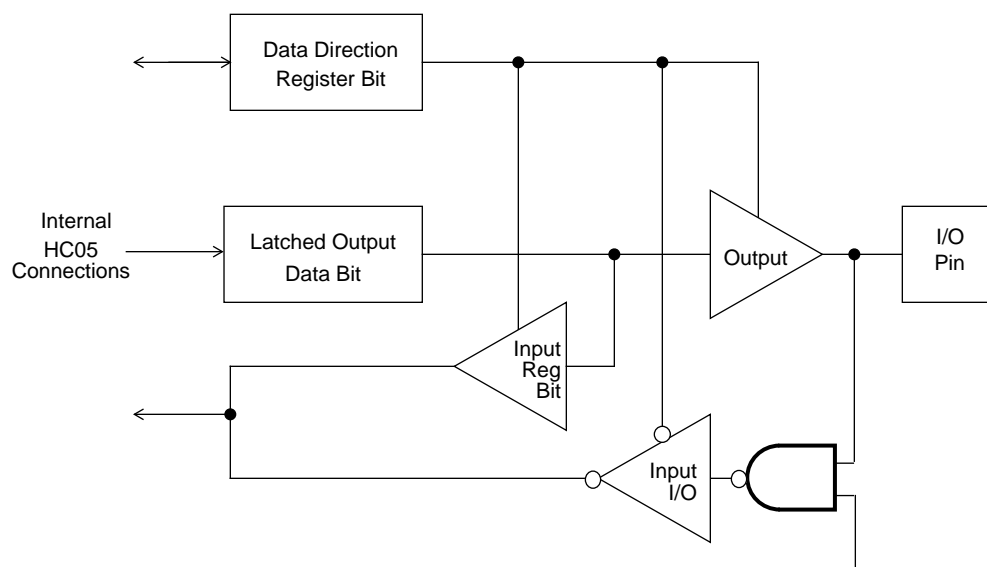 Data Direction
Register Bit
Internal
HC05
Connections
Latched Output
Data Bit
Output
I/O
Pin
Input
Reg
Bit
Input
I/O